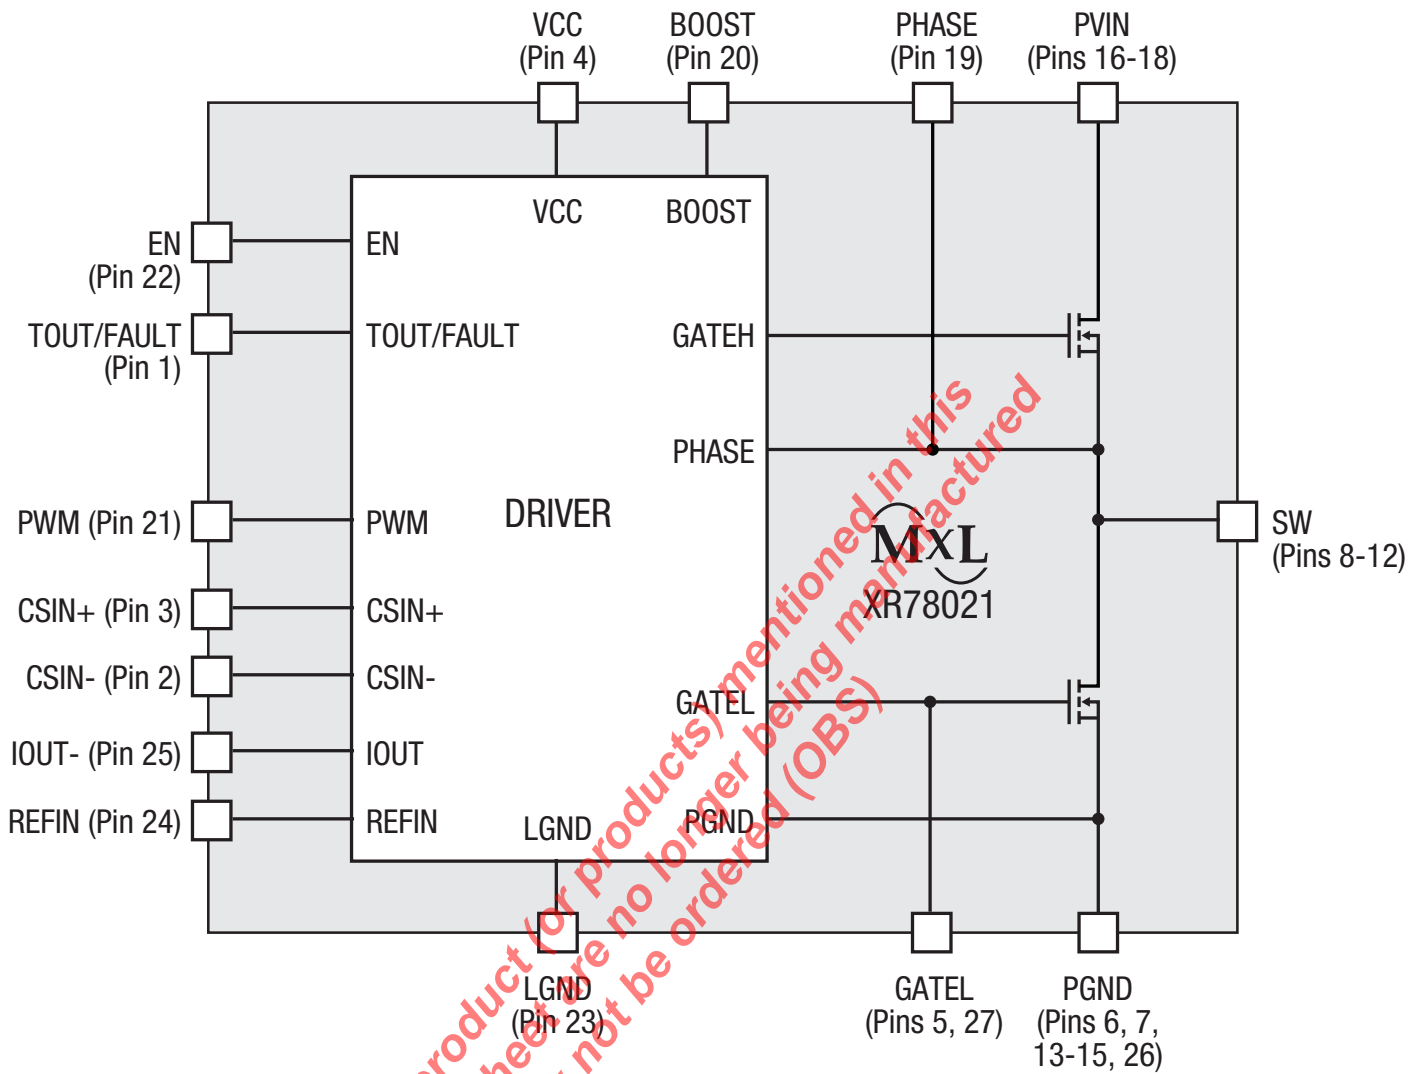 VCC
(Pin 4)
BOOST
(Pin 20)
PHASE
(Pin 19)
PVIN
(Pins 16-18)
VCC
BOOST
EN
(Pin 22)
EN
TOUT/FAULT
(Pin 1)
TOUT/FAULT
GATEH
PHASE
PWM (Pin 21)
PWM
DRIVER
SW
(Pins 8-12)
MXL
XR78021
CSIN+ (Pin 3)
CSIN+
CSIN- (Pin 2)
CSIN-
GATEL
IOUT- (Pin 25)
IOUT
REFIN (Pin 24)
REFIN
LGND
PGND
LGND
(Pin 23)
GATEL
(Pins 5, 27)
PGND
(Pins 6, 7,
13-15, 26)
product (or products) mentioned in this
sheet are no longer being manufactured
not be ordered (OBS)